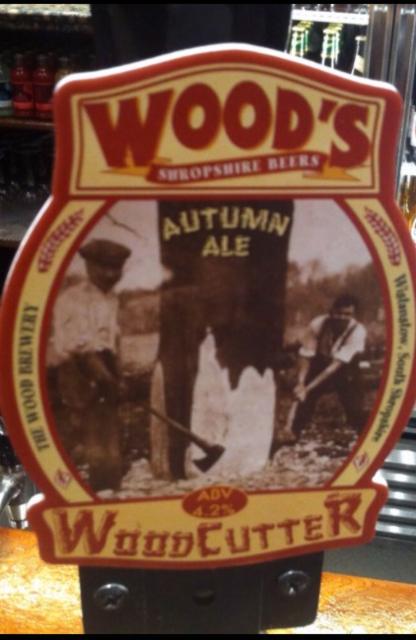 WOOD'S
SHROPSHIRE BEERS
AUTUMN
ALE
THE WOOD BREWERY
Wistanstow, South Shropshire
ABV
4.2%
WOODCUTTER